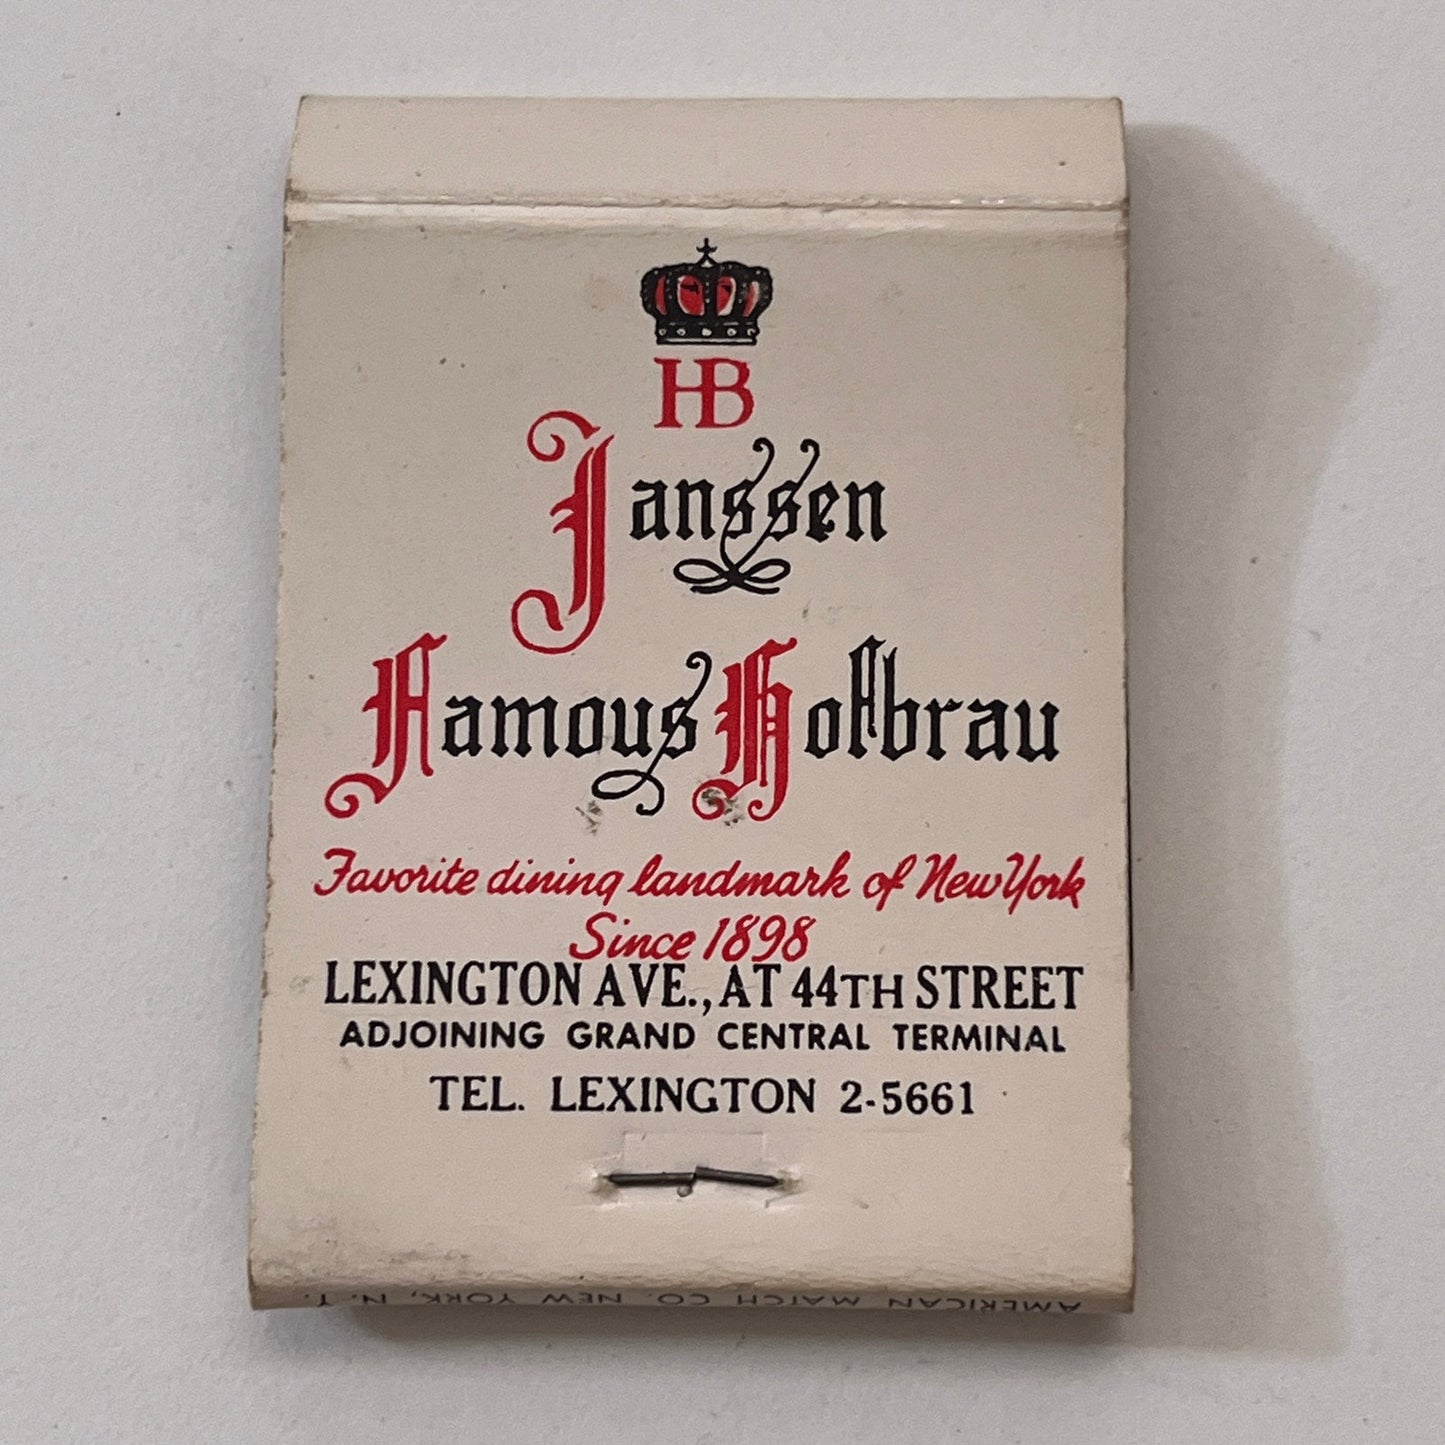 HB
Janssen
Famous Hofbrau
Favorite dining landmark of New York
Since 1898
LEXINGTON AVE., AT 44TH STREET
ADJOINING GRAND CENTRAL TERMINAL
TEL. LEXINGTON 2-5661
AMERICAN MATCH CO. NEW YORK, N. Y.